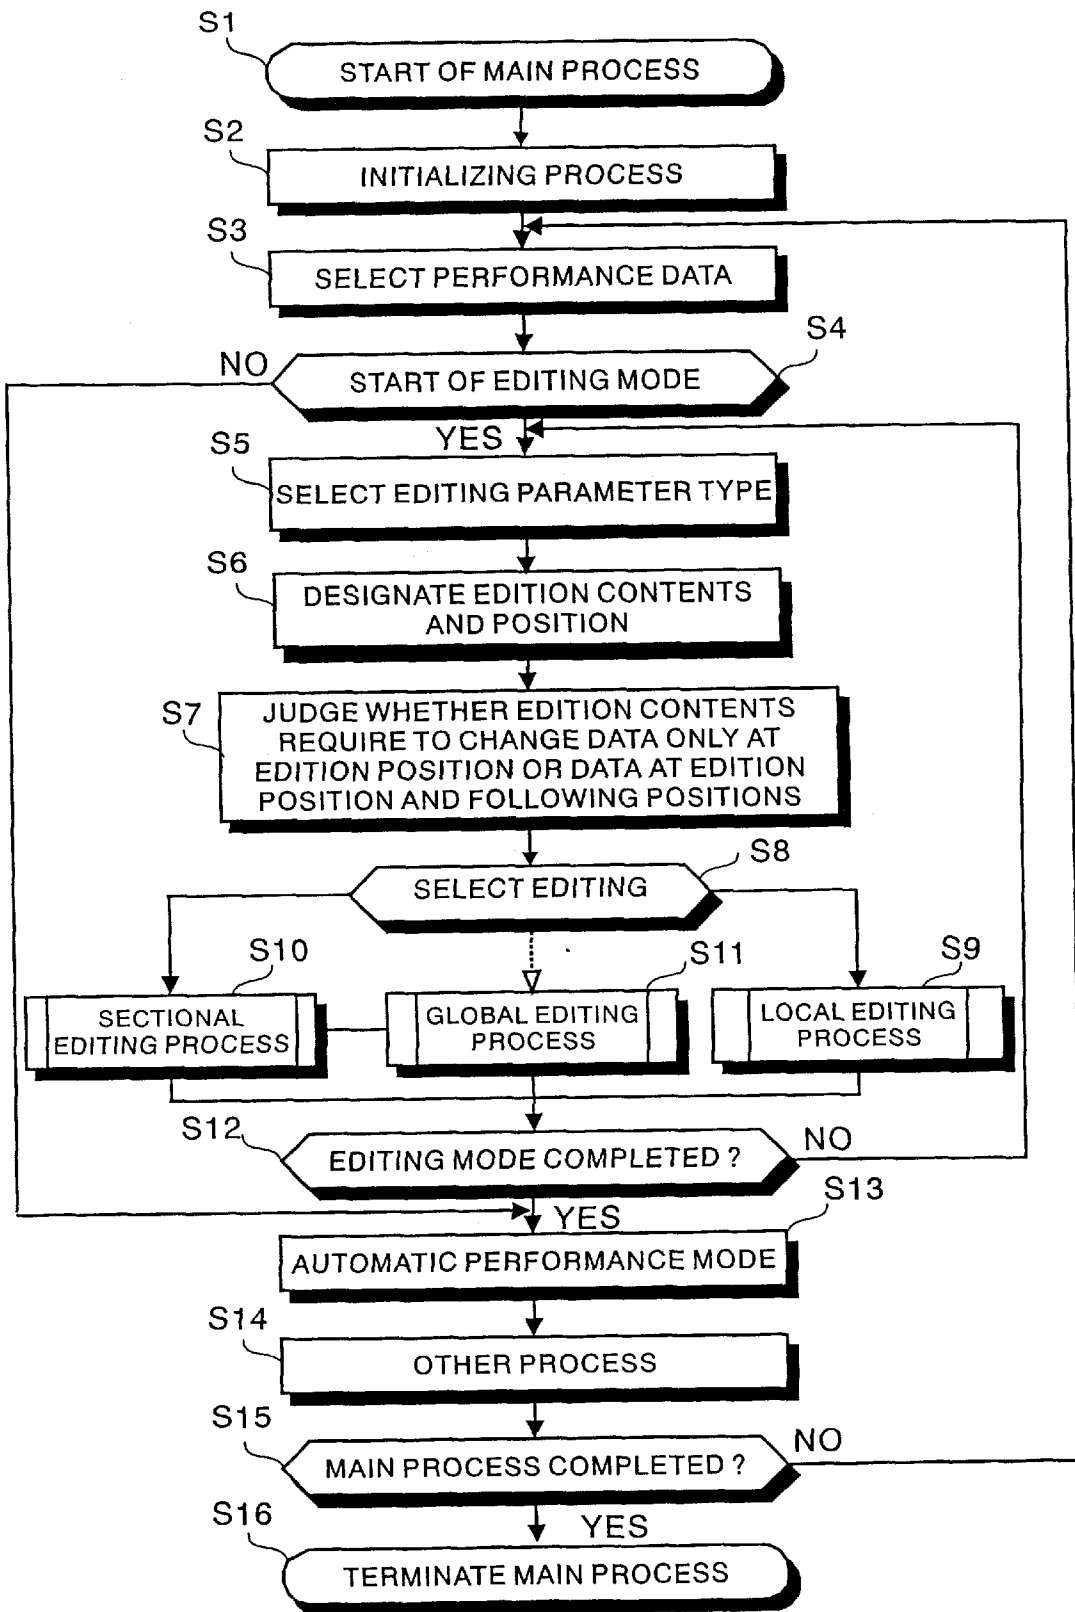 S1
START OF MAIN PROCESS
S2
INITIALIZING PROCESS
S3
SELECT PERFORMANCE DATA
S4
NO
START OF EDITING MODE
YES
S5
SELECT EDITING PARAMETER TYPE
S6
DESIGNATE EDITION CONTENTS
AND POSITION
S7
JUDGE WHETHER EDITION CONTENTS
REQUIRE TO CHANGE DATA ONLY AT
EDITION POSITION OR DATA AT EDITION
POSITION AND FOLLOWING POSITIONS
S8
SELECT EDITING
S10
SECTIONAL
EDITING PROCESS
S11
GLOBAL EDITING
PROCESS
S9
LOCAL EDITING
PROCESS
S12
EDITING MODE COMPLETED ?
NO
YES
S13
AUTOMATIC PERFORMANCE MODE
S14
OTHER PROCESS
S15
MAIN PROCESS COMPLETED ?
NO
YES
S16
TERMINATE MAIN PROCESS